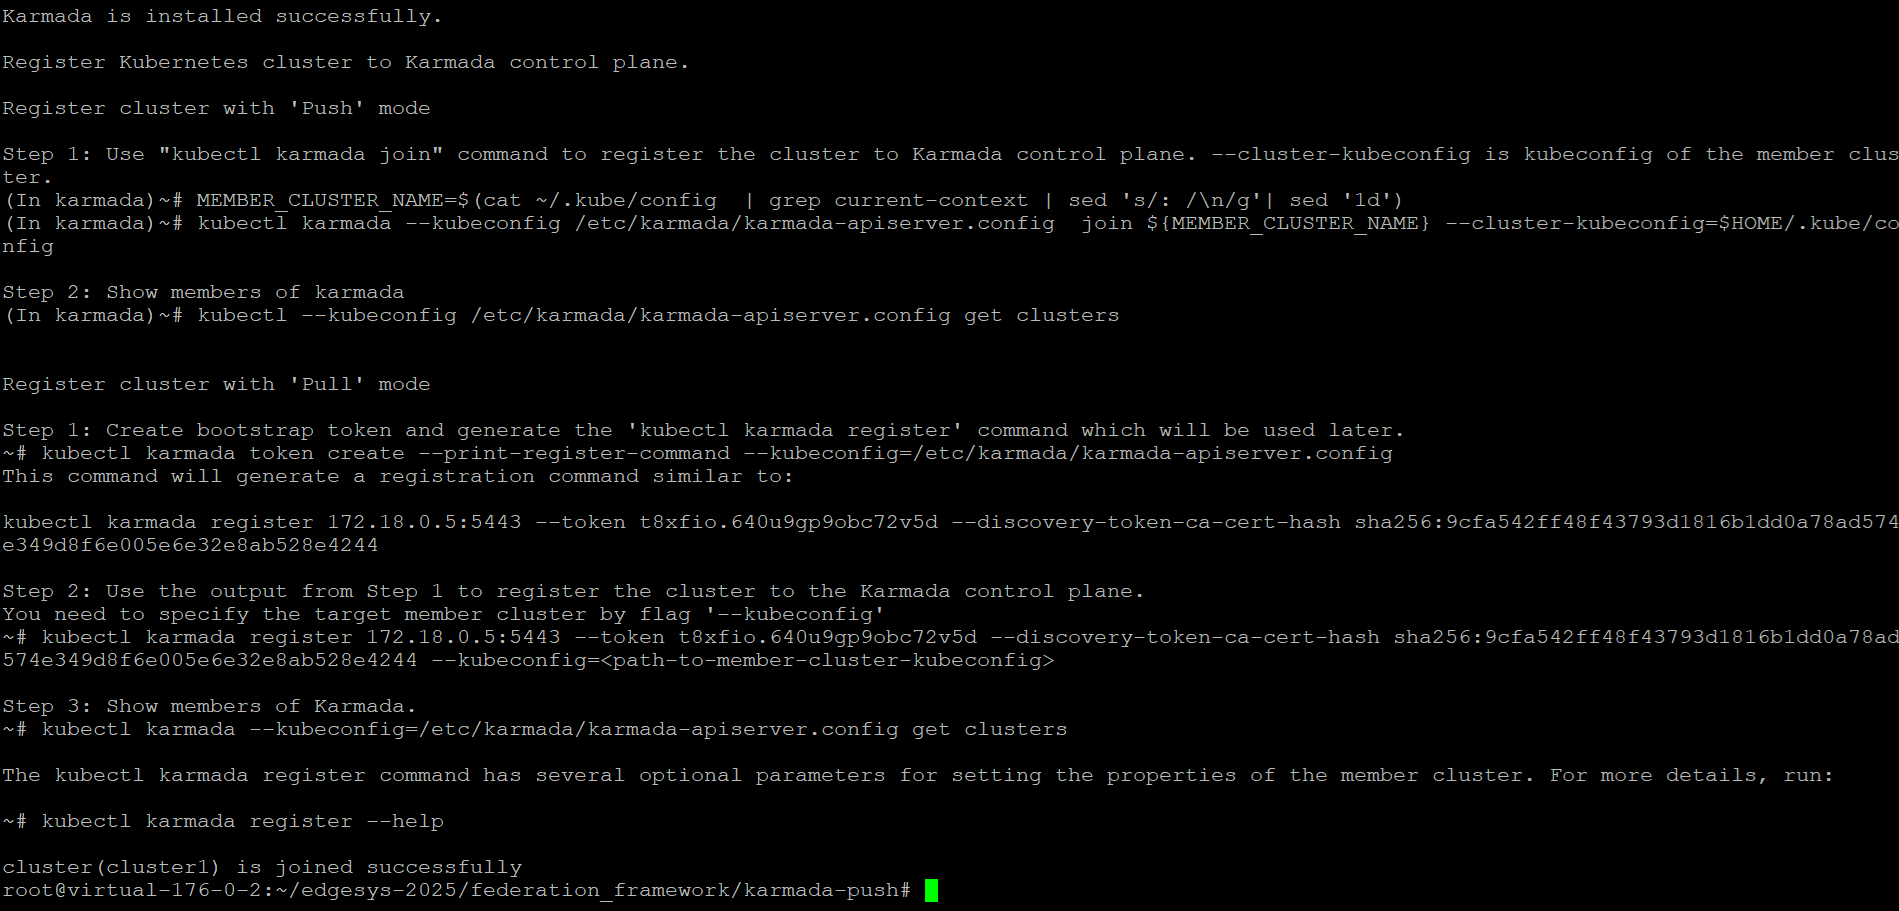 Karmada is installed successfully.
Register Kubernetes cluster to Karmada control plane.
Register cluster with 'Push' mode
Step 1: Use "kubectl karmada join" command to register the cluster to Karmada control plane. --cluster-kubeconfig is kubeconfig of the member clus
ter.
(In karmada)~# MEMBER_CLUSTER_NAME=$(cat ~/.kube/config  | grep current-context | sed 's/: /\n/g'| sed '1d')
(In karmada)~# kubectl karmada --kubeconfig /etc/karmada/karmada-apiserver.config  join ${MEMBER_CLUSTER_NAME} --cluster-kubeconfig=$HOME/.kube/co
nfig
Step 2: Show members of karmada
(In karmada)~# kubectl --kubeconfig /etc/karmada/karmada-apiserver.config get clusters
Register cluster with 'Pull' mode
Step 1: Create bootstrap token and generate the 'kubectl karmada register' command which will be used later.
~# kubectl karmada token create --print-register-command --kubeconfig=/etc/karmada/karmada-apiserver.config
This command will generate a registration command similar to:
kubectl karmada register 172.18.0.5:5443 --token t8xfio.640u9gp9obc72v5d --discovery-token-ca-cert-hash sha256:9cfa542ff48f43793d1816b1dd0a78ad574
e349d8f6e005e6e32e8ab528e4244
Step 2: Use the output from Step 1 to register the cluster to the Karmada control plane.
You need to specify the target member cluster by flag '--kubeconfig'
~# kubectl karmada register 172.18.0.5:5443 --token t8xfio.640u9gp9obc72v5d --discovery-token-ca-cert-hash sha256:9cfa542ff48f43793d1816b1dd0a78ad
574e349d8f6e005e6e32e8ab528e4244 --kubeconfig=<path-to-member-cluster-kubeconfig>
Step 3: Show members of Karmada.
~# kubectl karmada --kubeconfig=/etc/karmada/karmada-apiserver.config get clusters
The kubectl karmada register command has several optional parameters for setting the properties of the member cluster. For more details, run:
~# kubectl karmada register --help
cluster(cluster1) is joined successfully
root@virtual-176-0-2:~/edgesys-2025/federation_framework/karmada-push#